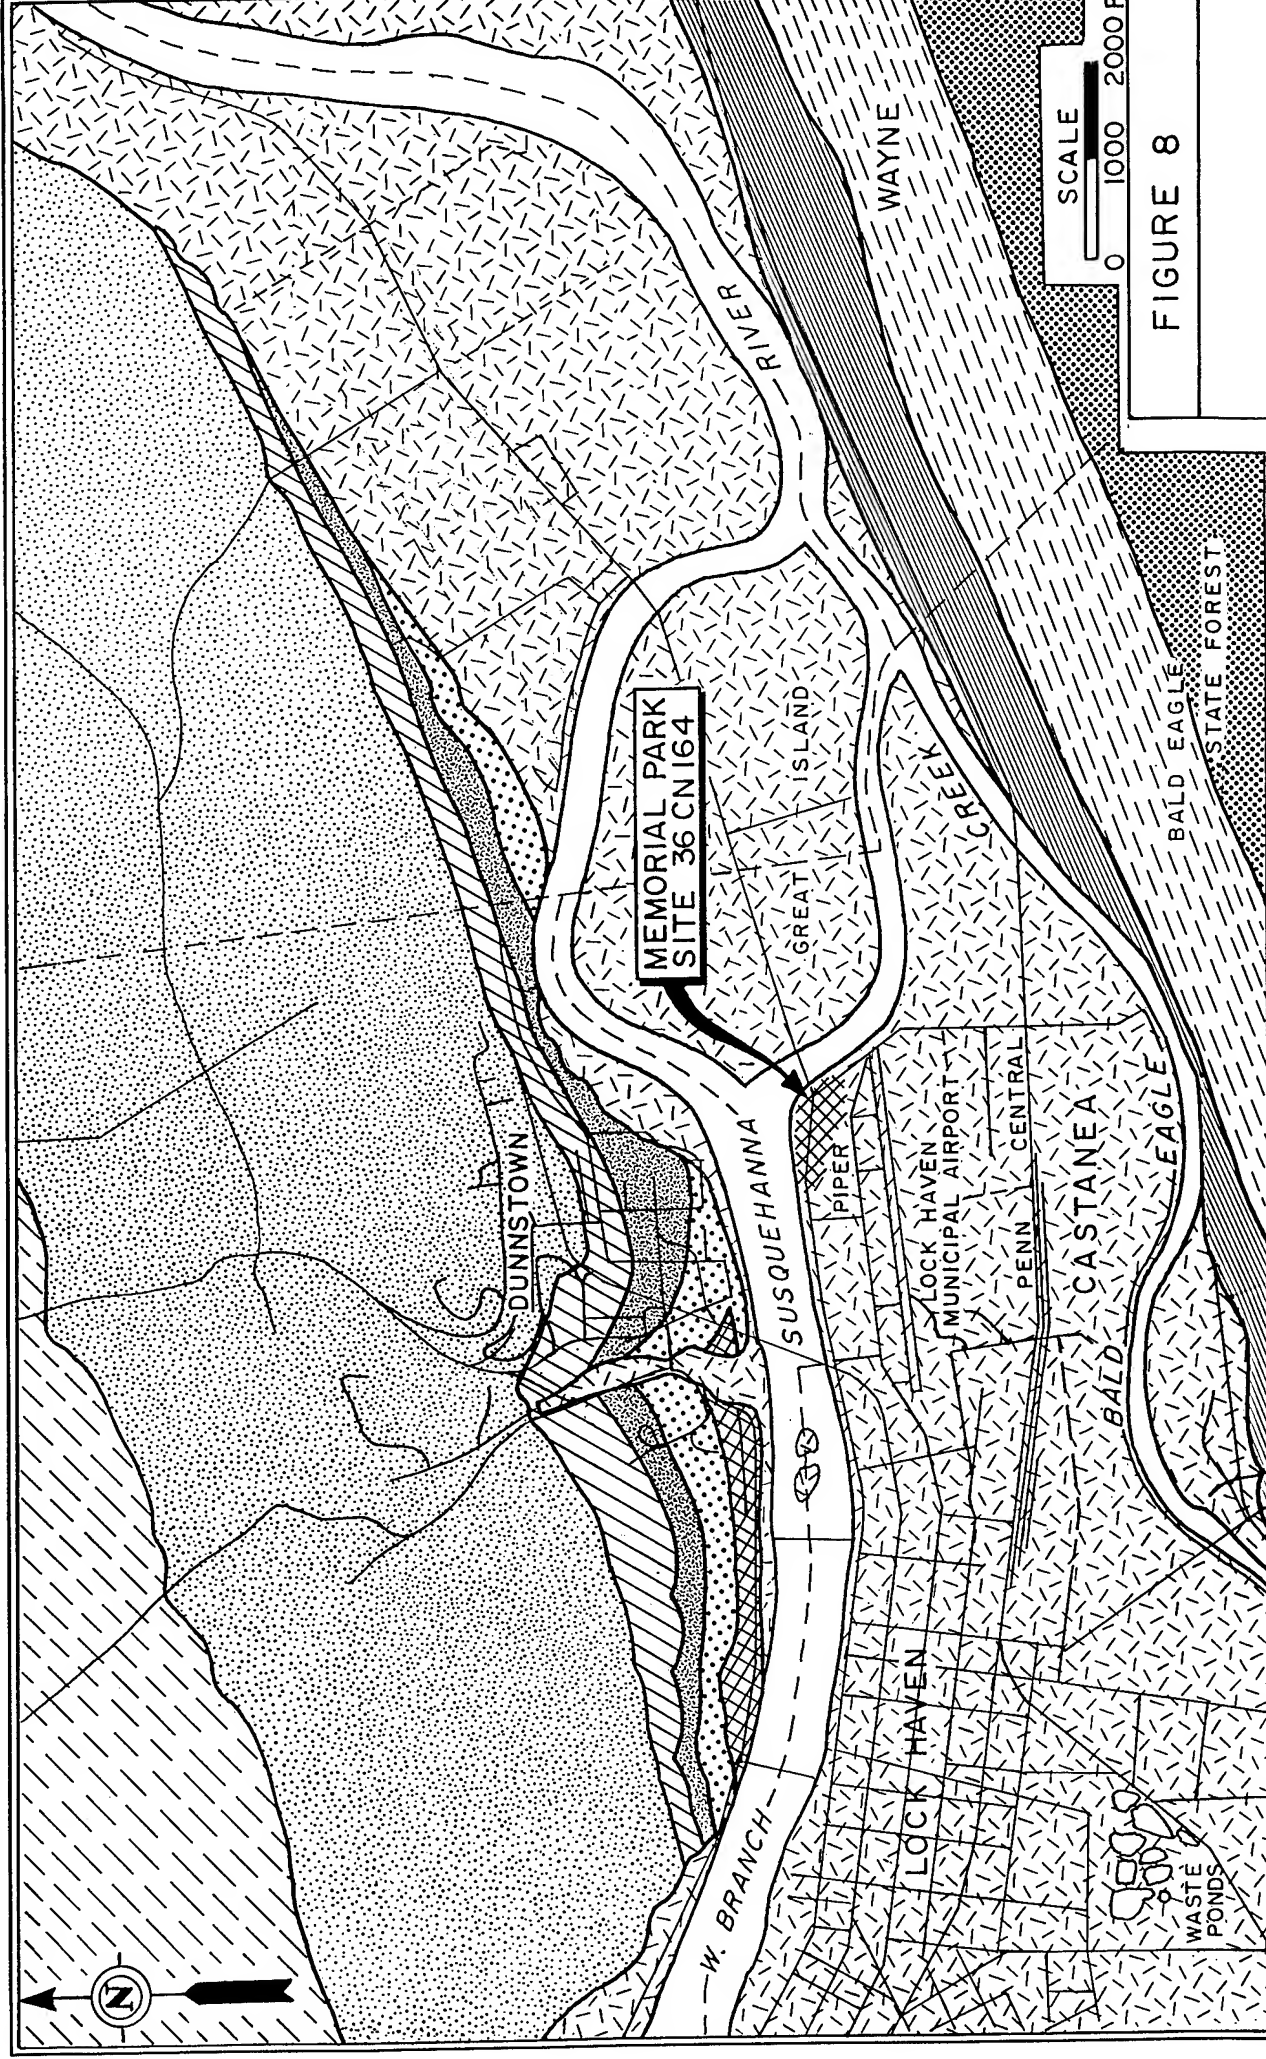 N
DUNNSTOWN
MEMORIAL PARK
SITE 36 CN 164
W. BRANCH
SUSQUEHANNA
RIVER
GREAT ISLAND
PIPER
LOCK HAVEN
MUNICIPAL AIRPORT
PENN CENTRAL
CASTANEA
BALD EAGLE CREEK
LOCK HAVEN
WASTE
PONDS
WAYNE
BALD EAGLE
STATE FOREST
SCALE
0 1000 2000F
FIGURE 8